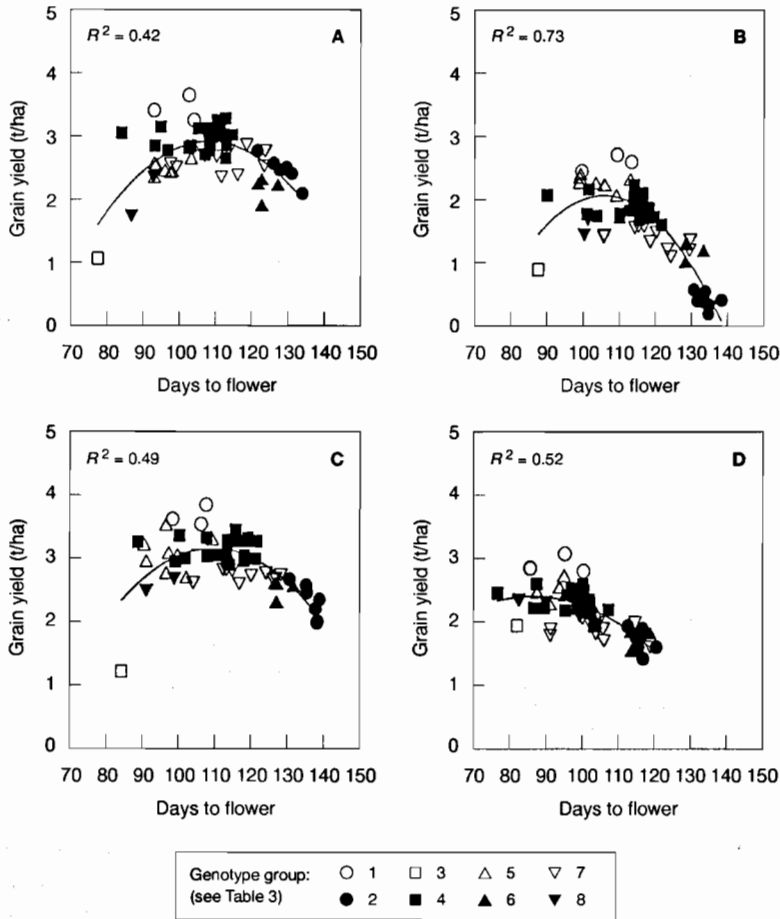 R² = 0.42
A
Grain yield (t/ha)
5
4
3
2
1
0
70 80 90 100 110 120 130 140 150
Days to flower
R² = 0.73
B
Grain yield (t/ha)
5
4
3
2
1
0
70 80 90 100 110 120 130 140 150
Days to flower
R² = 0.49
C
Grain yield (t/ha)
5
4
3
2
1
0
70 80 90 100 110 120 130 140 150
Days to flower
R² = 0.52
D
Grain yield (t/ha)
5
4
3
2
1
0
70 80 90 100 110 120 130 140 150
Days to flower
Genotype group: ○ 1 □ 3 △ 5 ▽ 7
(see Table 3) ● 2 ■ 4 ▲ 6 ▼ 8